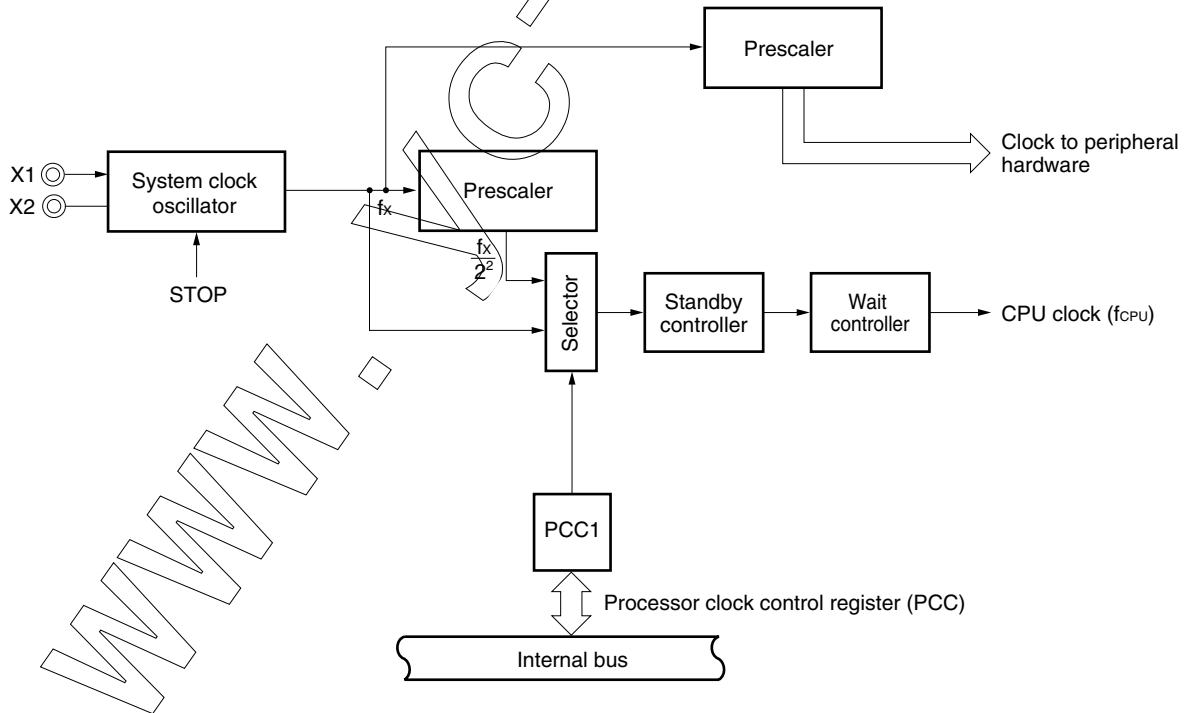 Prescaler
Clock to peripheral
hardware
X1
X2
System clock
oscillator
fX
Prescaler
fX
2²
STOP
Selector
Standby
controller
Wait
controller
CPU clock (fCPU)
PCC1
Processor clock control register (PCC)
Internal bus
www.